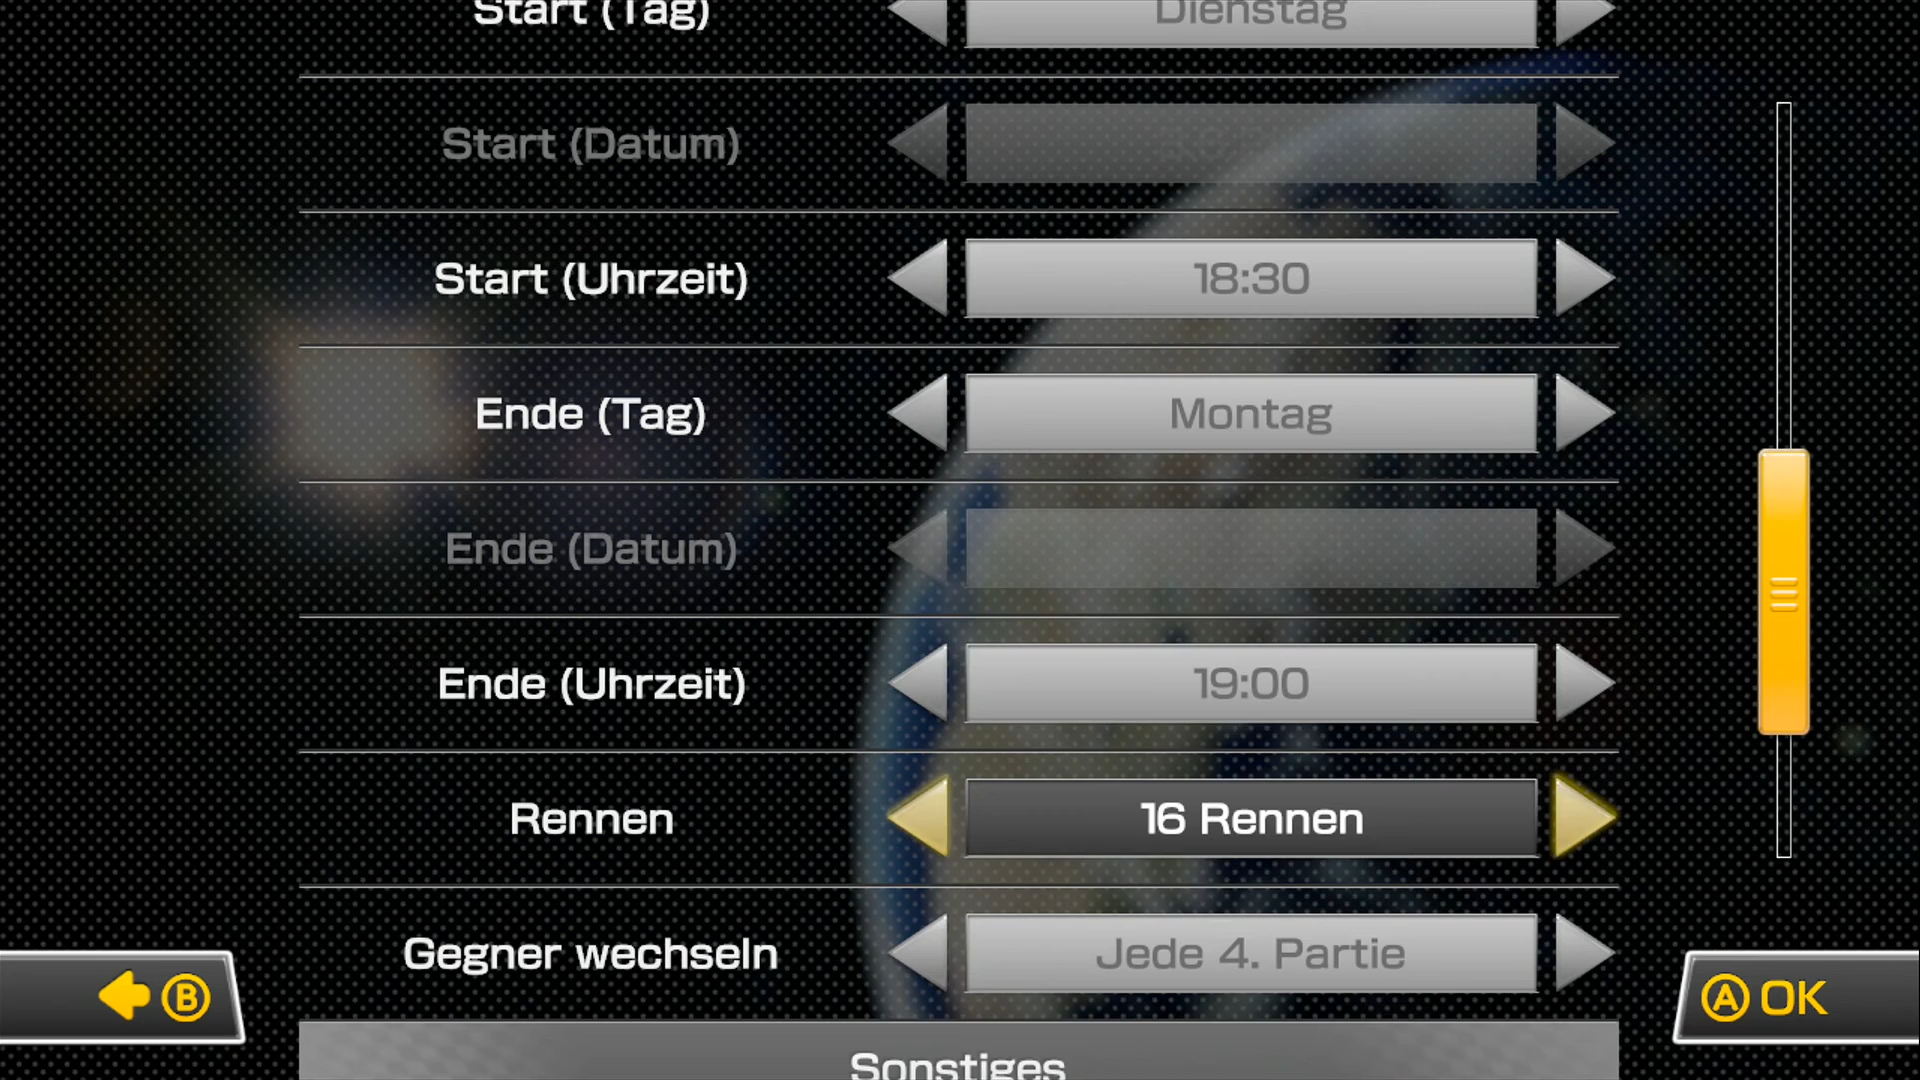 Start (Tag) Dienstag
Start (Datum)
Start (Uhrzeit) 18:30
Ende (Tag) Montag
Ende (Datum)
Ende (Uhrzeit) 19:00
Rennen 16 Rennen
Gegner wechseln Jede 4. Partie
B
A OK
Sonstiges